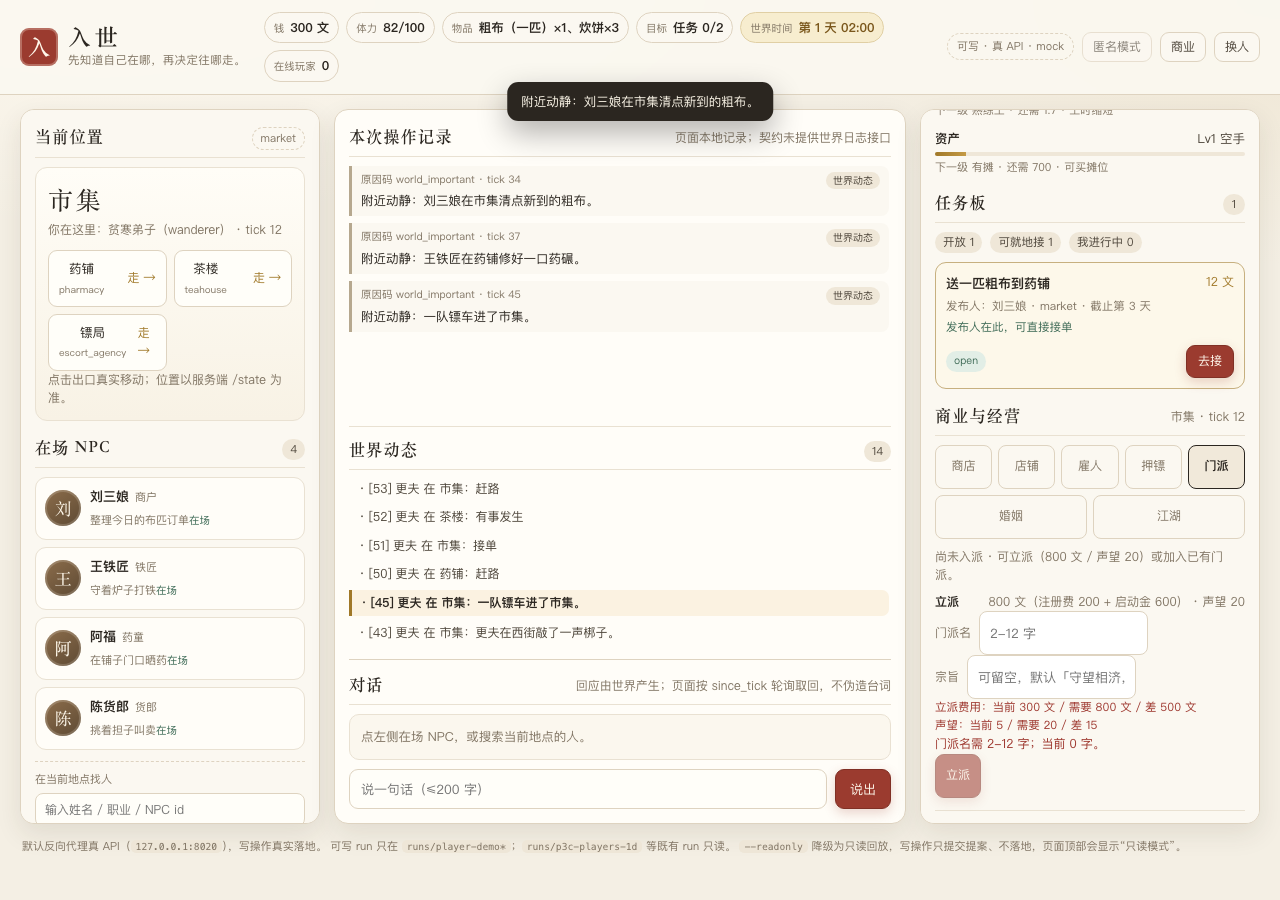 入
入世
先知道自己在哪，再决定往哪走。
钱 300 文
体力 82/100
物品 粗布（一匹）×1、炊饼×3
目标 任务 0/2
世界时间 第 1 天 02:00
在线玩家 0
可写 · 真 API · mock
匿名模式
商业
换人
附近动静：刘三娘在市集清点新到的粗布。
当前位置
market
市集
你在这里：贫寒弟子（wanderer） · tick 12
药铺
pharmacy
走 →
茶楼
teahouse
走 →
镖局
escort_agency
走
→
点击出口真实移动；位置以服务端 /state 为
准。
在场 NPC
4
刘
刘三娘 商户
整理今日的布匹订单在场
王
王铁匠 铁匠
守着炉子打铁在场
阿
阿福 药童
在铺子门口晒药在场
陈
陈货郎 货郎
挑着担子叫卖在场
在当前地点找人
输入姓名 / 职业 / NPC id
本次操作记录
页面本地记录；契约未提供世界日志接口
原因码 world_important · tick 34
世界动态
附近动静：刘三娘在市集清点新到的粗布。
原因码 world_important · tick 37
世界动态
附近动静：王铁匠在药铺修好一口药碾。
原因码 world_important · tick 45
世界动态
附近动静：一队镖车进了市集。
世界动态
14
· [53] 更夫 在 市集：赶路
· [52] 更夫 在 茶楼：有事发生
· [51] 更夫 在 市集：接单
· [50] 更夫 在 药铺：赶路
· [45] 更夫 在 市集：一队镖车进了市集。
· [43] 更夫 在 市集：更夫在西街敲了一声梆子。
对话
回应由世界产生；页面按 since_tick 轮询取回，不伪造台词
点左侧在场 NPC，或搜索当前地点的人。
说一句话（≤200 字）
说出
资产
Lv1 空手
下一级 有摊 · 还需 700 · 可买摊位
任务板
1
开放 1
可就地接 1
我进行中 0
送一匹粗布到药铺
12 文
发布人：刘三娘 · market · 截止第 3 天
发布人在此，可直接接单
open
去接
商业与经营
市集 · tick 12
商店
店铺
雇人
押镖
门派
婚姻
江湖
尚未入派 · 可立派（800 文 / 声望 20）或加入已有门
派。
立派
800 文（注册费 200 + 启动金 600） · 声望 20
门派名
2–12 字
宗旨
可留空，默认「守望相济，
立派费用：当前 300 文 / 需要 800 文 / 差 500 文
声望：当前 5 / 需要 20 / 差 15
门派名需 2–12 字；当前 0 字。
立派
默认反向代理真 API（ 127.0.0.1:8020 ），写操作真实落地。 可写 run 只在 runs/player-demo* ； runs/p3c-players-1d 等既有 run 只读。 --readonly 降级为只读回放，写操作只提交提案、不落地，页面顶部会显示“只读模式”。